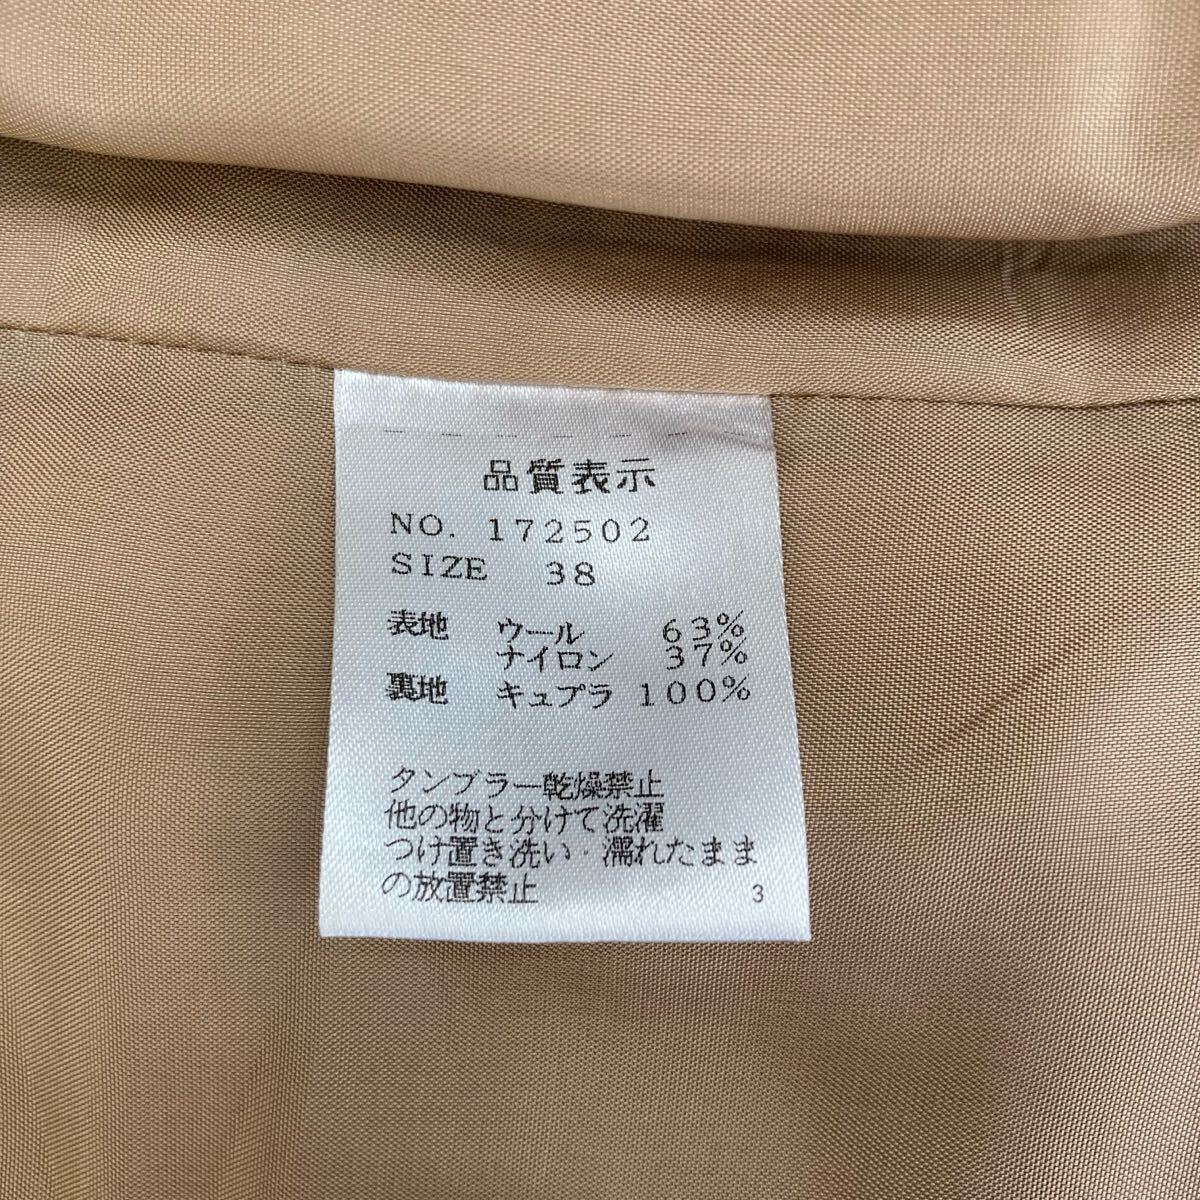 品質表示
NO. 172502
SIZE 38
表地 ウール 63%
ナイロン 37%
裏地 キュプラ 100%
タンブラー乾燥禁止
他の物と分けて洗濯
つけ置き洗い・濡れたまま
の放置禁止
3